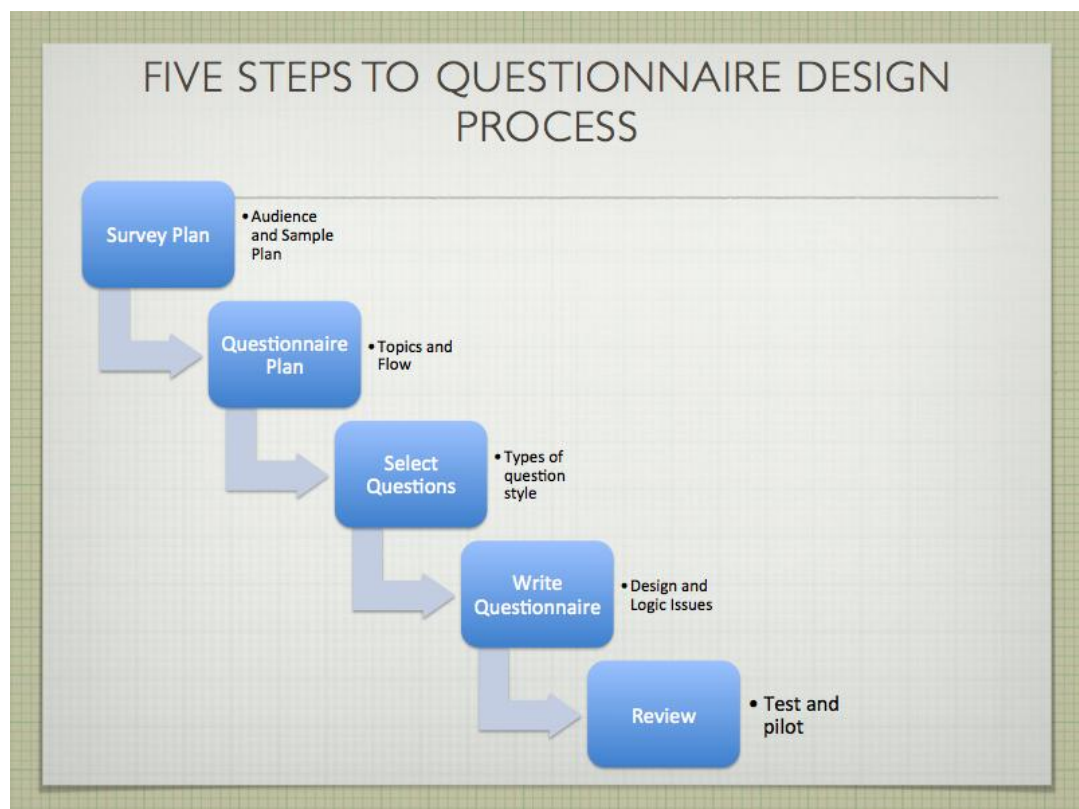 FIVE STEPS TO QUESTIONNAIRE DESIGN
PROCESS
Survey Plan
• Audience
and Sample
Plan
Questionnaire
Plan
• Topics and
Flow
Select
Questions
• Types of
question
style
Write
Questionnaire
• Design and
Logic Issues
Review
• Test and
pilot